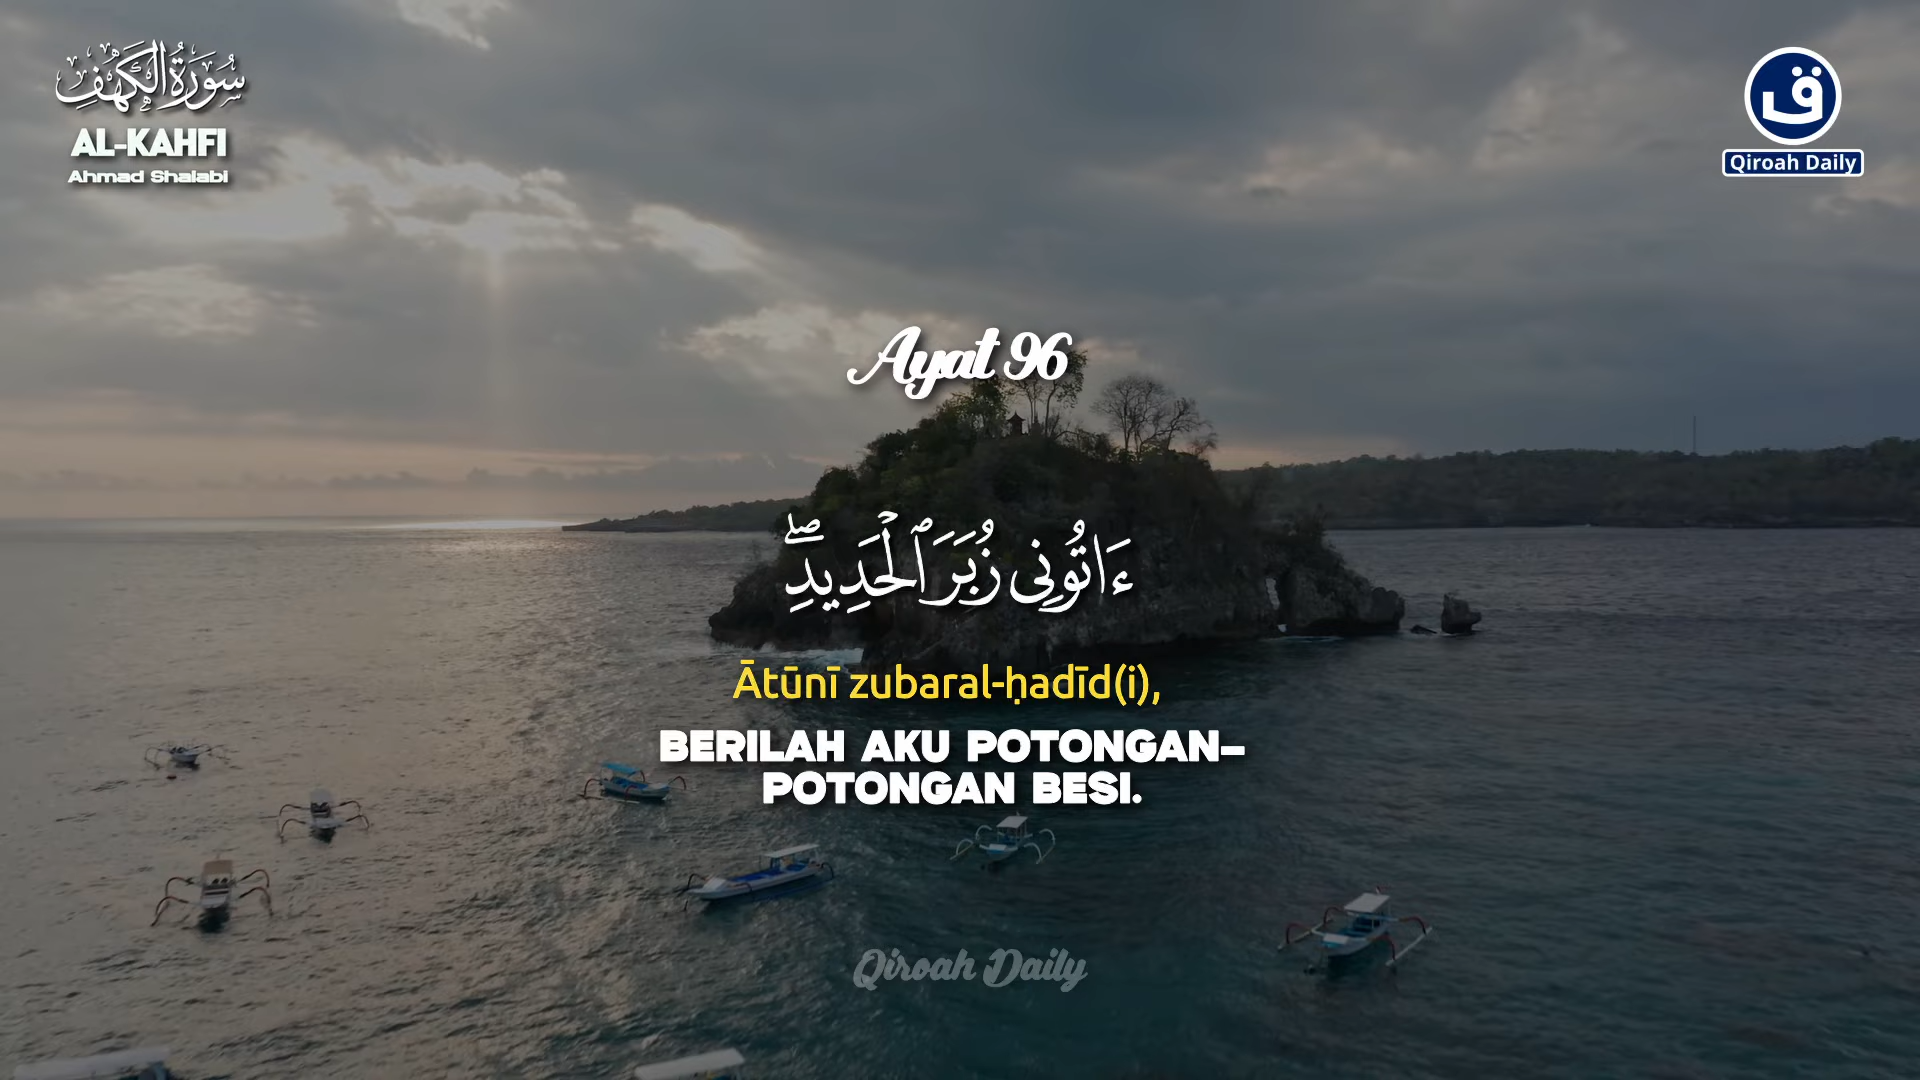 سُورَةُ الْكَهْفِ
AL-KAHFI
Ahmad Shalabi
ق
Qiroah Daily
Ayat 96
ءَاتُونِى زُبَرَ ٱلْحَدِيدِ ۖ
Ātūnī zubaral-ḥadīd(i),
BERILAH AKU POTONGAN-
POTONGAN BESI.
Qiroah Daily